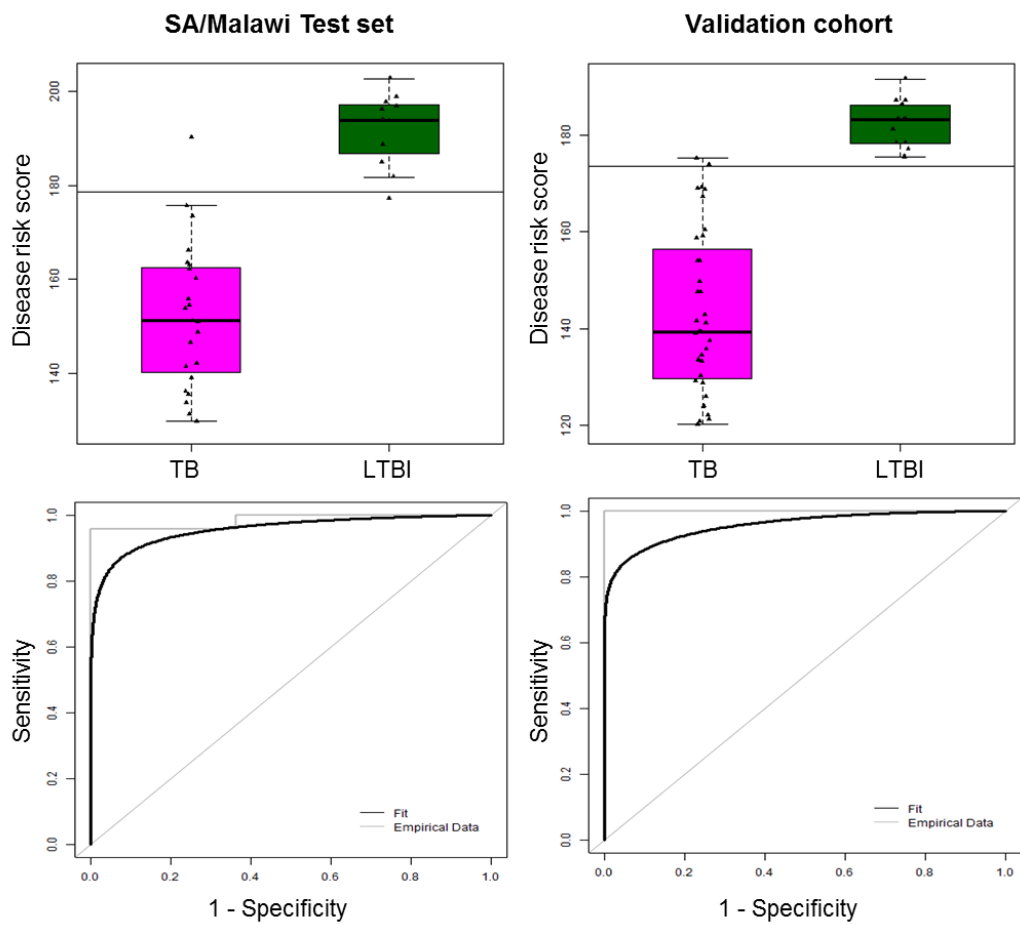 SA/Malawi Test set
Validation cohort
Disease risk score
200
180
160
140
TB
LTBI
Disease risk score
180
160
140
120
TB
LTBI
Sensitivity
1.0
0.8
0.6
0.4
0.2
0.0
Fit
Empirical Data
0.0 0.2 0.4 0.6 0.8 1.0
1 - Specificity
Sensitivity
1.0
0.8
0.6
0.4
0.2
0.0
Fit
Empirical Data
0.0 0.2 0.4 0.6 0.8 1.0
1 - Specificity